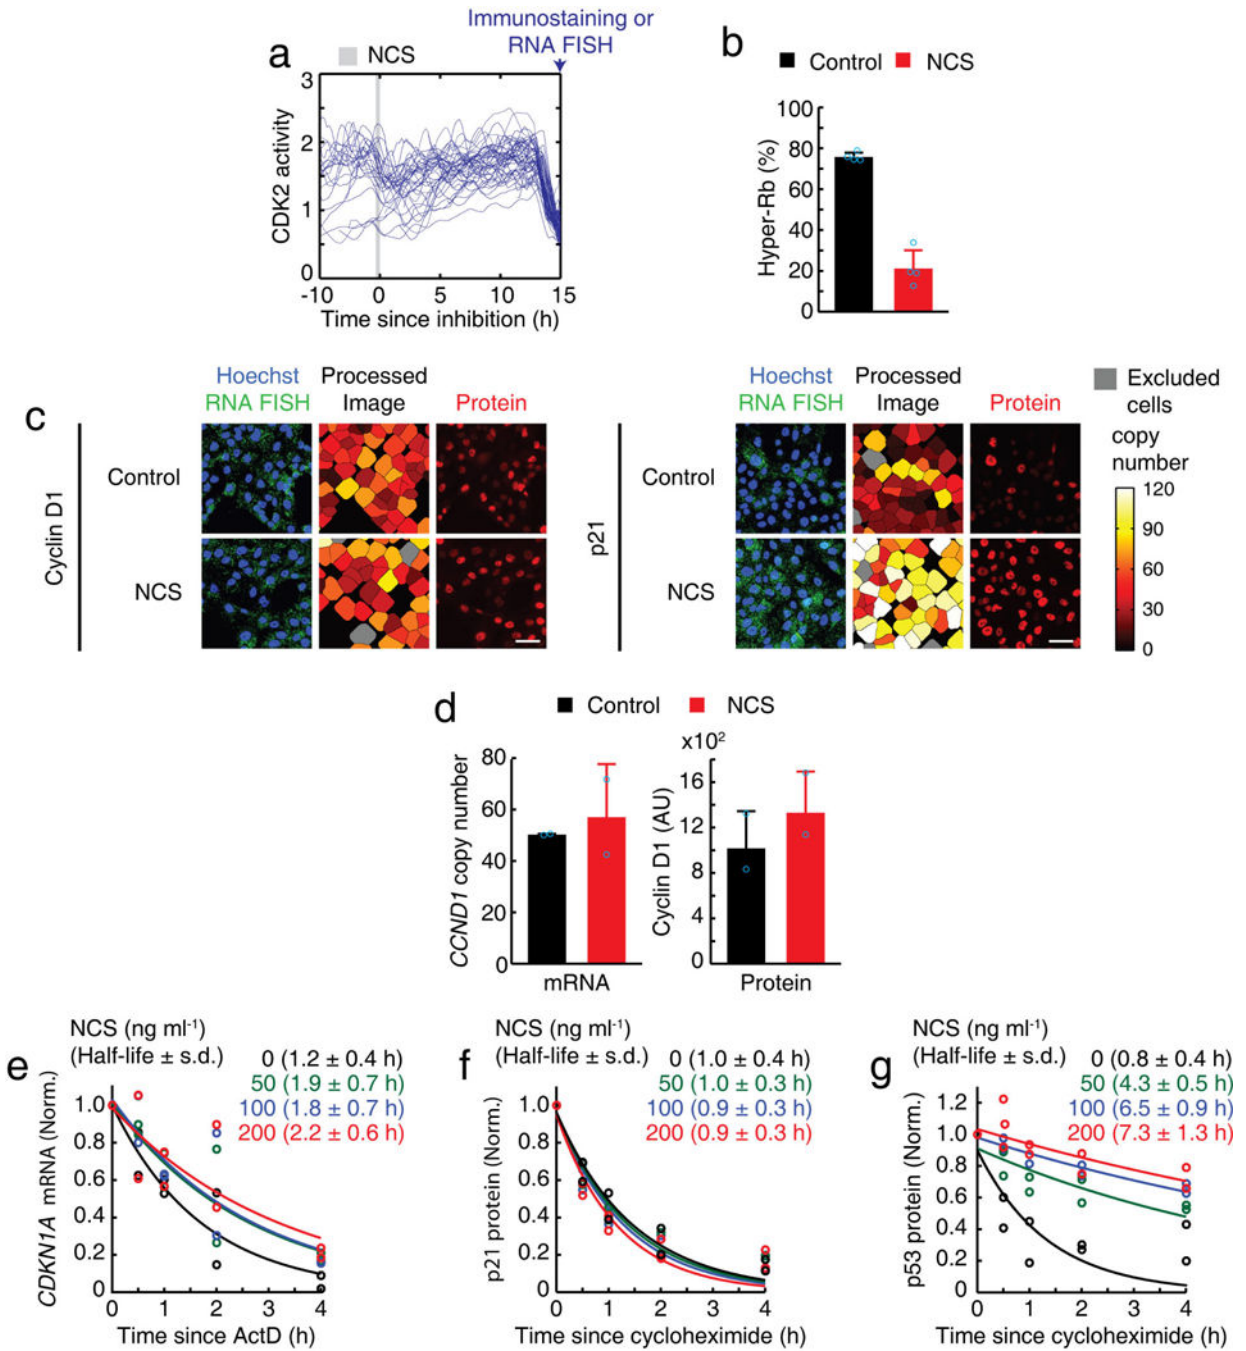 Immunostaining or
RNA FISH
a
NCS
3
2
1
0
CDK2 activity
-10
0
5
10
15
Time since inhibition (h)
b
Control
NCS
100
80
60
40
20
0
Hyper-Rb (%)
c
Hoechst
RNA FISH
Processed
Image
Protein
Cyclin D1
Control
NCS
Hoechst
RNA FISH
Processed
Image
Protein
p21
Control
NCS
Excluded
cells
copy
number
120
90
60
30
0
d
Control
NCS
80
60
40
20
0
CCND1 copy number
mRNA
x10²
16
12
8
4
0
Cyclin D1 (AU)
Protein
e
NCS (ng ml⁻¹)
(Half-life ± s.d.)
0 (1.2 ± 0.4 h)
50 (1.9 ± 0.7 h)
100 (1.8 ± 0.7 h)
200 (2.2 ± 0.6 h)
1.0
0.8
0.6
0.4
0.2
0
CDKN1A mRNA (Norm.)
0
1
2
3
4
Time since ActD (h)
f
NCS (ng ml⁻¹)
(Half-life ± s.d.)
0 (1.0 ± 0.4 h)
50 (1.0 ± 0.3 h)
100 (0.9 ± 0.3 h)
200 (0.9 ± 0.3 h)
1.0
0.8
0.6
0.4
0.2
0
p21 protein (Norm.)
0
1
2
3
4
Time since cycloheximide (h)
g
NCS (ng ml⁻¹)
(Half-life ± s.d.)
0 (0.8 ± 0.4 h)
50 (4.3 ± 0.5 h)
100 (6.5 ± 0.9 h)
200 (7.3 ± 1.3 h)
1.2
1.0
0.8
0.6
0.4
0.2
0
p53 protein (Norm.)
0
1
2
3
4
Time since cycloheximide (h)